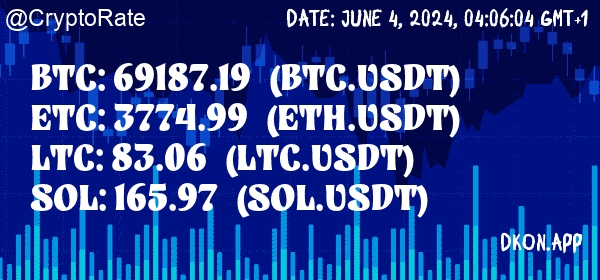 @CryptoRate
DATE: JUNE 4, 2024, 04:06:04 GMT+1
BTC: 69187.19 (BTC.USDT)
ETC: 3774.99 (ETH.USDT)
LTC: 83.06 (LTC.USDT)
SOL: 165.97 (SOL.USDT)
DKON.APP